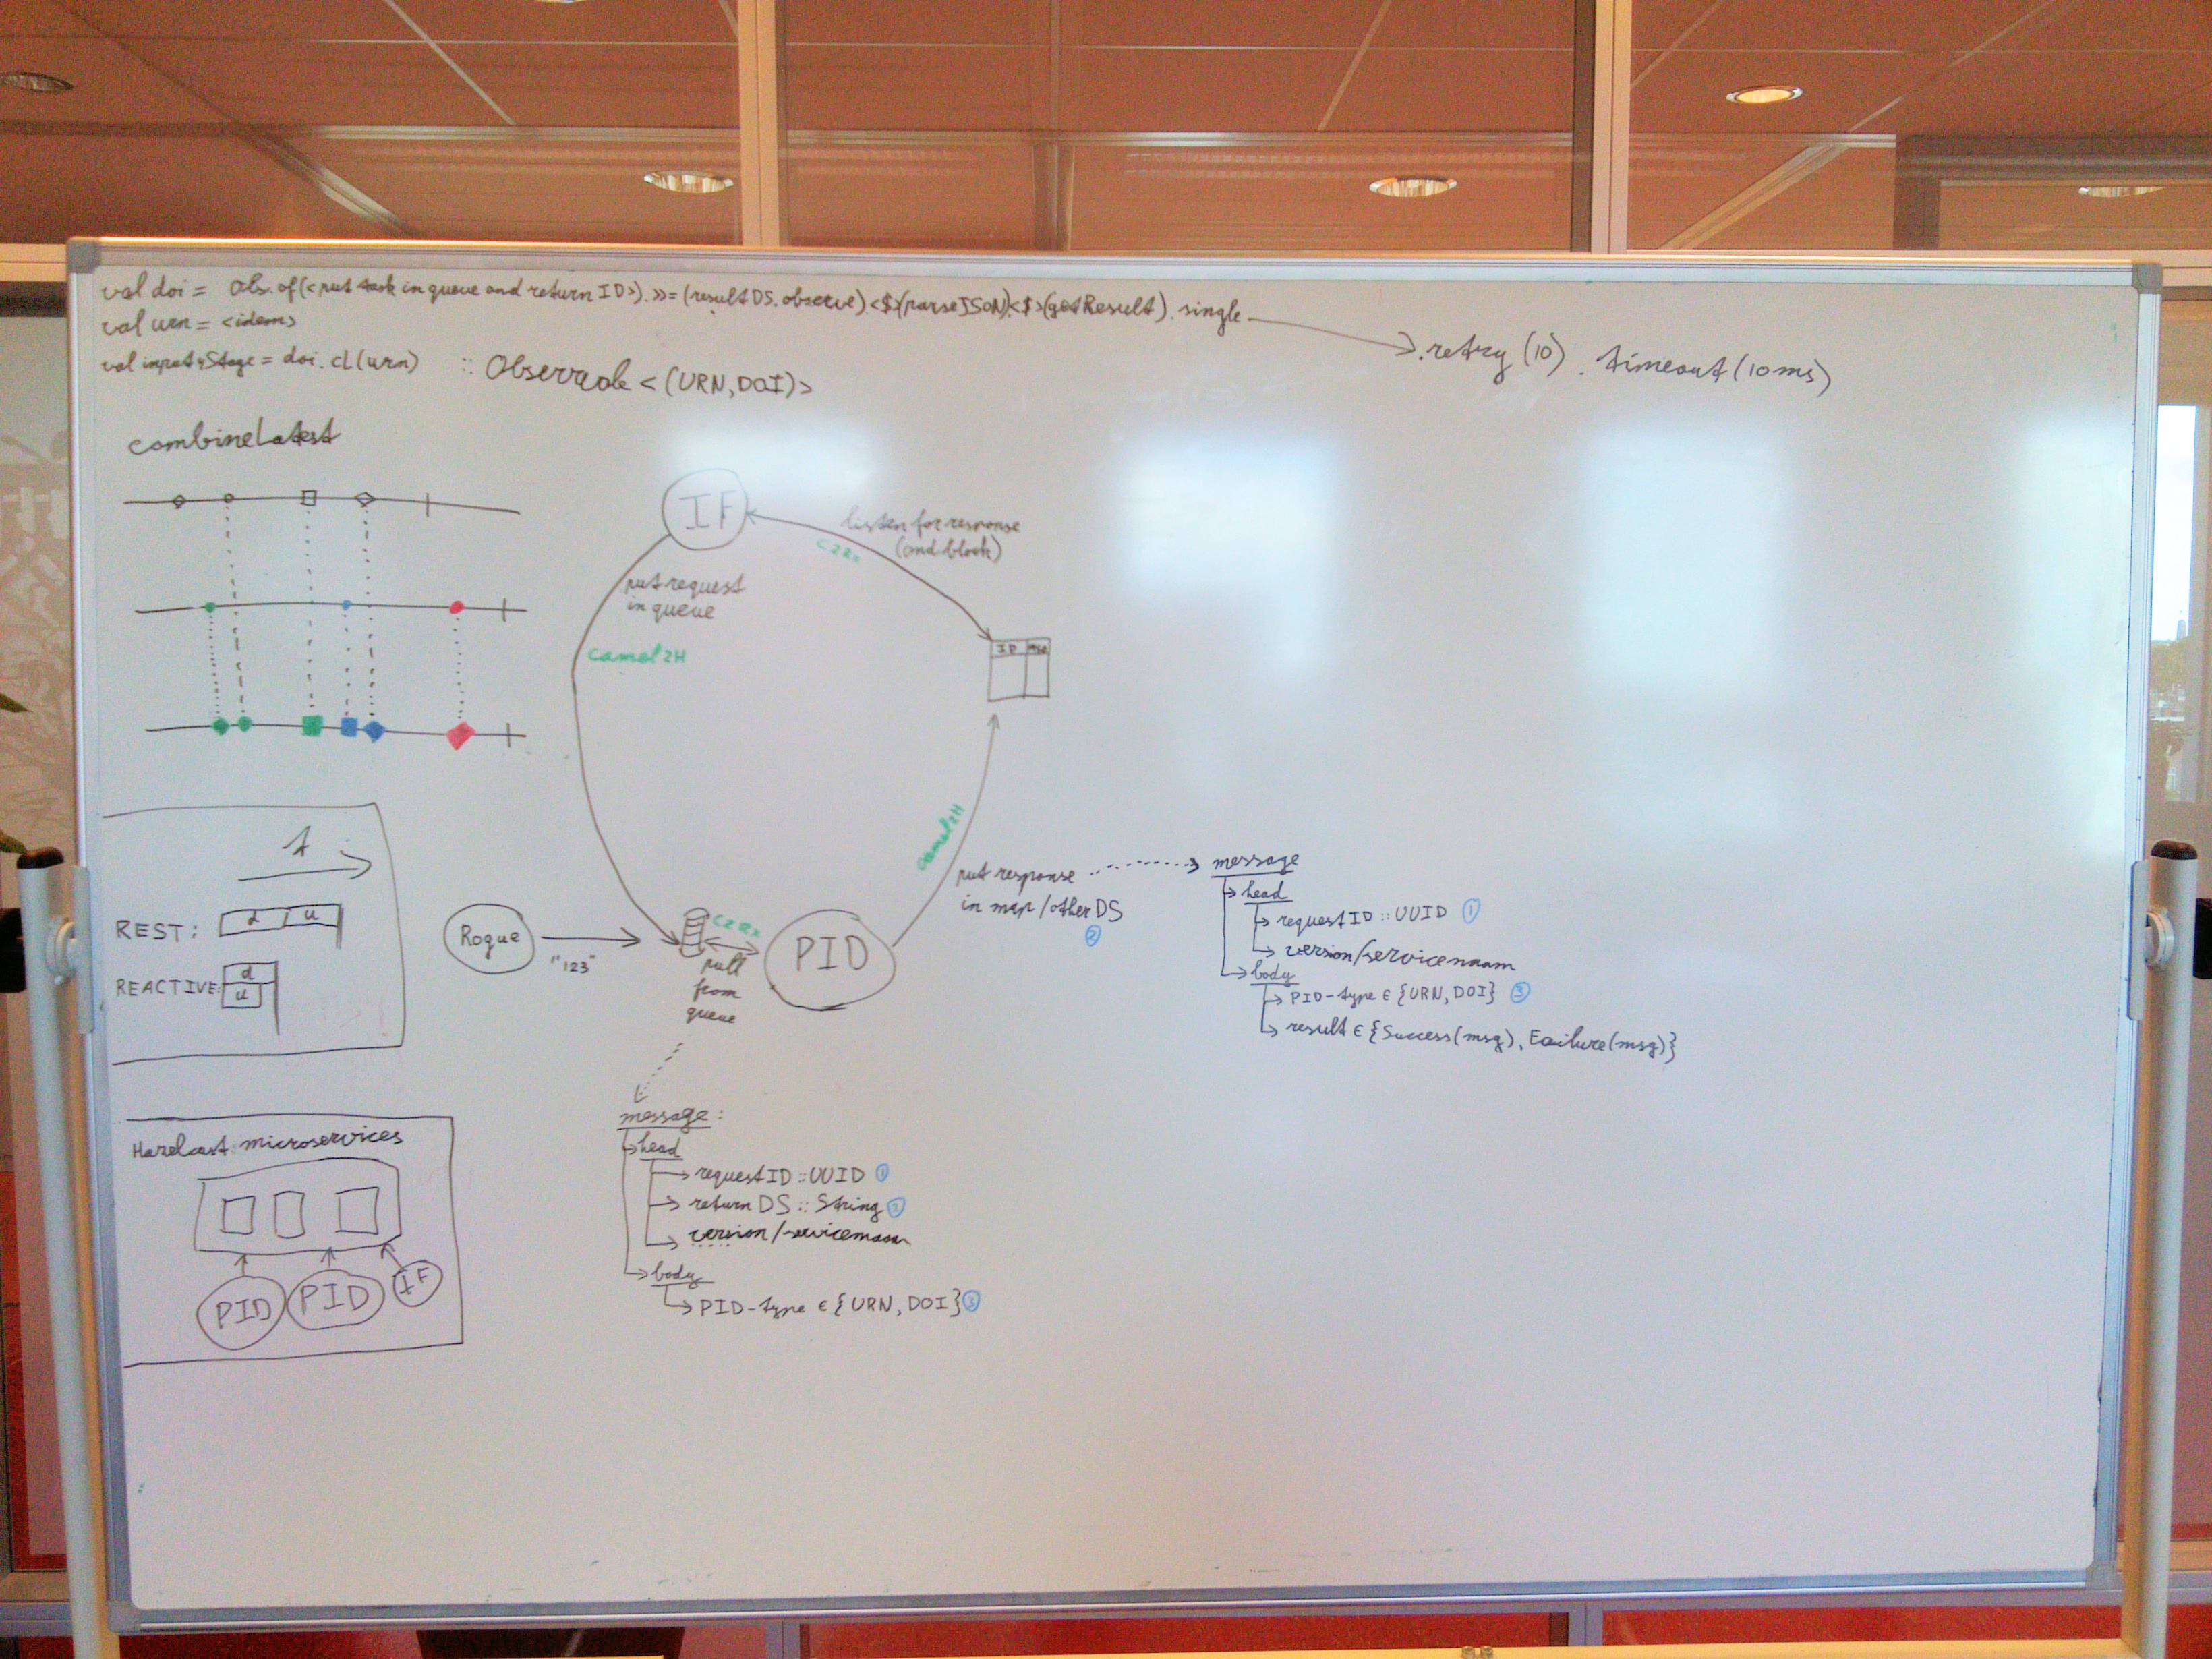 val doi = Obs.of(<put task in queue and return ID>).>>=(resultDS.observe).<$>(parseJSON).<$>(getResult).single
.retry(10).timeout(10ms)
val urn = <idem>
val input4Stage = doi.cL(urn) :: Observable<(URN,DOI)>
combineLatest
IF
listen for response
(and block)
C2Rx
put request
in queue
Camel2H
ID
Camel2H
t
REST: d u
REACTIVE: d
u
put response
in map/other DS
2
Rogue
"123"
C2Rx
PID
pull
from
queue
message
head
requestID :: UUID 1
version/servicenaam
body
PID-type ∈ {URN, DOI} 3
result ∈ {Success(msg), Failure(msg)}
message:
head
requestID :: UUID 1
returnDS :: String 2
version/servicenaam
body
PID-type ∈ {URN, DOI} 3
Hazelcast microservices
PID
PID
IF